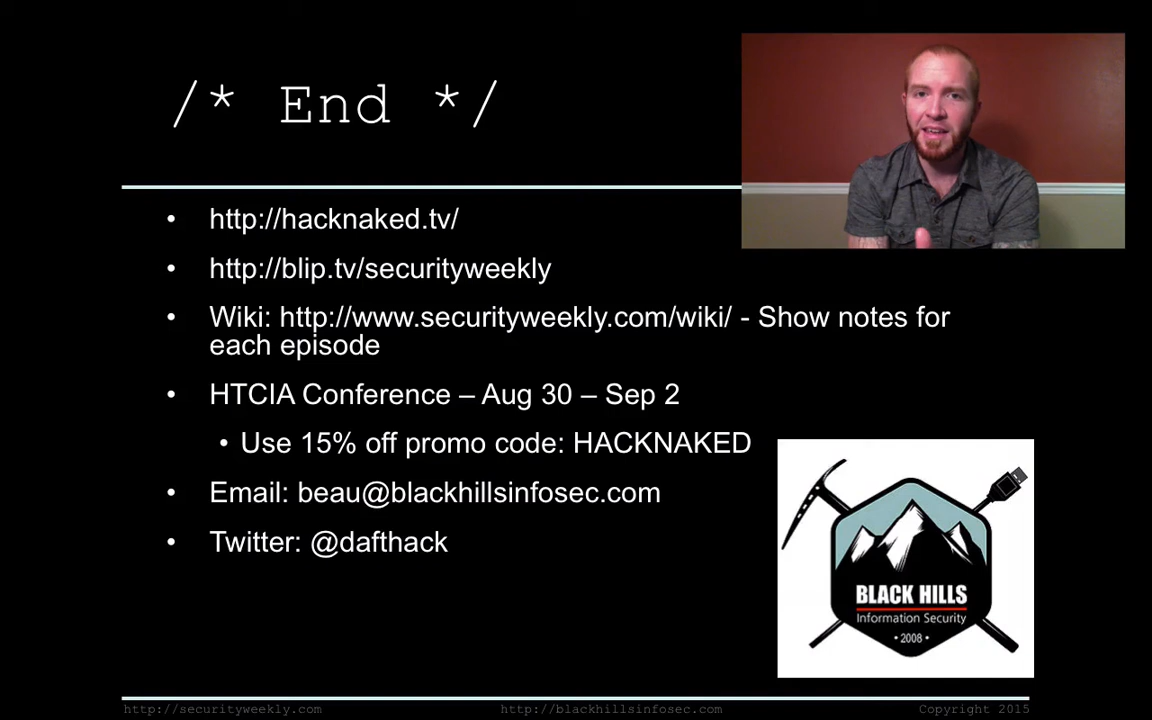 /* End */
• http://hacknaked.tv/
• http://blip.tv/securityweekly
• Wiki: http://www.securityweekly.com/wiki/ - Show notes for
each episode
• HTCIA Conference – Aug 30 – Sep 2
• Use 15% off promo code: HACKNAKED
• Email: beau@blackhillsinfosec.com
• Twitter: @dafthack
BLACK HILLS
Information Security
• 2008 •
http://securityweekly.com
http://blackhillsinfosec.com
Copyright 2015